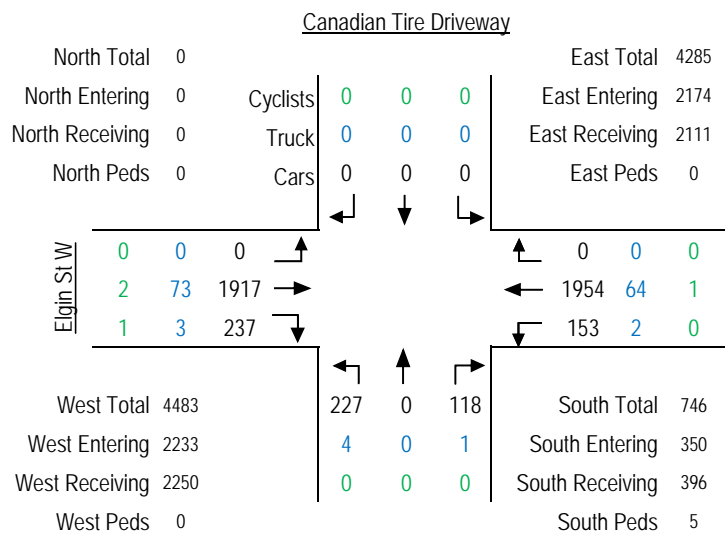 Canadian Tire Driveway
North Total 0
East Total 4285
North Entering 0
Cyclists 0 0 0
East Entering 2174
North Receiving 0
Truck 0 0 0
East Receiving 2111
North Peds 0
Cars 0 0 0
East Peds 0
Elgin St W
0 0 0
0 0 0
2 73 1917
1954 64 1
1 3 237
153 2 0
West Total 4483
227 0 118
South Total 746
West Entering 2233
4 0 1
South Entering 350
West Receiving 2250
0 0 0
South Receiving 396
West Peds 0
South Peds 5